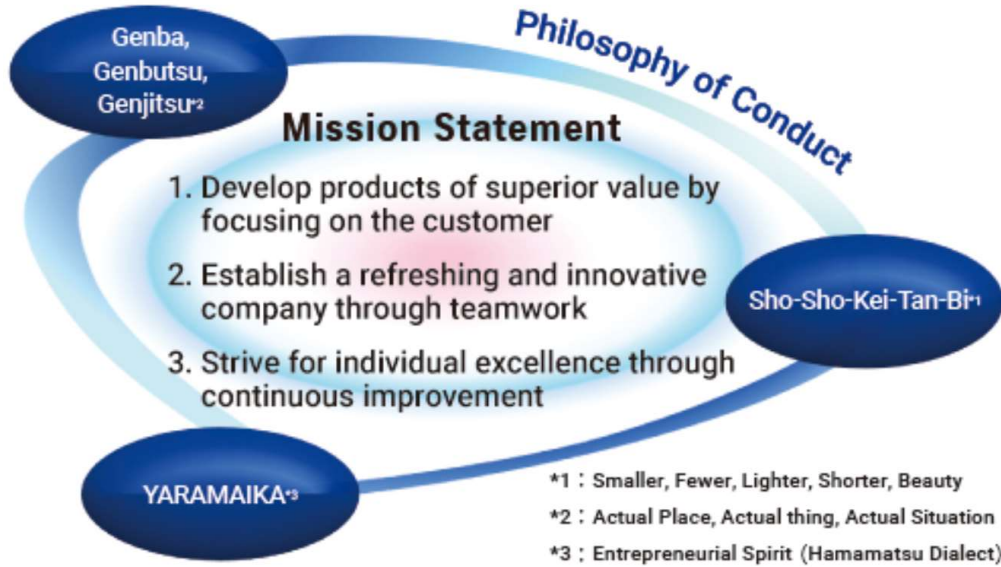 Genba,
Genbutsu,
Genjitsu*2
Philosophy of Conduct
Mission Statement
1. Develop products of superior value by
focusing on the customer
2. Establish a refreshing and innovative
company through teamwork
3. Strive for individual excellence through
continuous improvement
Sho-Sho-Kei-Tan-Bi*1
YARAMAIKA*3
*1 : Smaller, Fewer, Lighter, Shorter, Beauty
*2 : Actual Place, Actual thing, Actual Situation
*3 : Entrepreneurial Spirit (Hamamatsu Dialect)